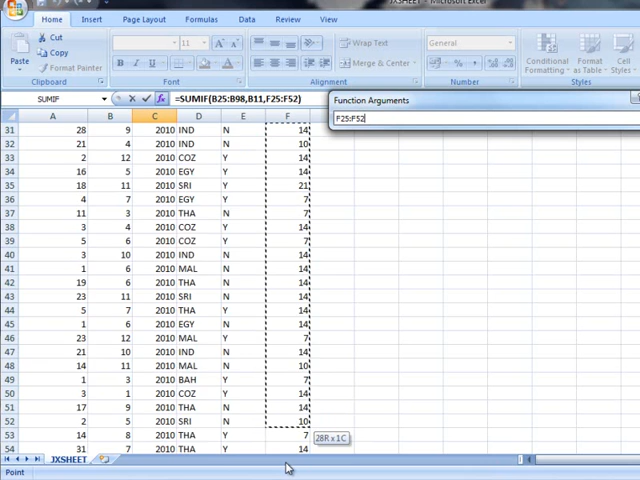 JXSHEET - Microsoft Excel
Home Insert Page Layout Formulas Data Review View
Paste
Cut
Copy
Format Painter
Clipboard
11
B I U
Font
Wrap Text
Merge & Center
Alignment
General
Number
Conditional Formatting
Format as Table
Cell Styles
Styles
SUMIF
=SUMIF(B25:B98,B11,F25:F52)
Function Arguments
F25:F52
A B C D E F
31 28 9 2010 IND N 14
32 21 4 2010 IND N 10
33 2 12 2010 COZ Y 14
34 16 5 2010 EGY Y 14
35 18 11 2010 SRI Y 21
36 4 7 2010 EGY Y 7
37 11 3 2010 THA N 7
38 3 4 2010 COZ Y 14
39 5 6 2010 COZ Y 7
40 3 10 2010 IND N 14
41 1 6 2010 MAL N 14
42 19 6 2010 THA N 14
43 23 11 2010 SRI N 14
44 5 7 2010 THA Y 14
45 1 6 2010 EGY N 14
46 23 12 2010 MAL Y 7
47 21 10 2010 IND N 14
48 14 11 2010 MAL N 10
49 1 3 2010 BAH Y 7
50 3 1 2010 COZ Y 14
51 17 9 2010 THA N 14
52 2 5 2010 SRI N 10
53 14 8 2010 THA Y 7
28R x 1C
54 31 7 2010 THA Y 14
JXSHEET
Point